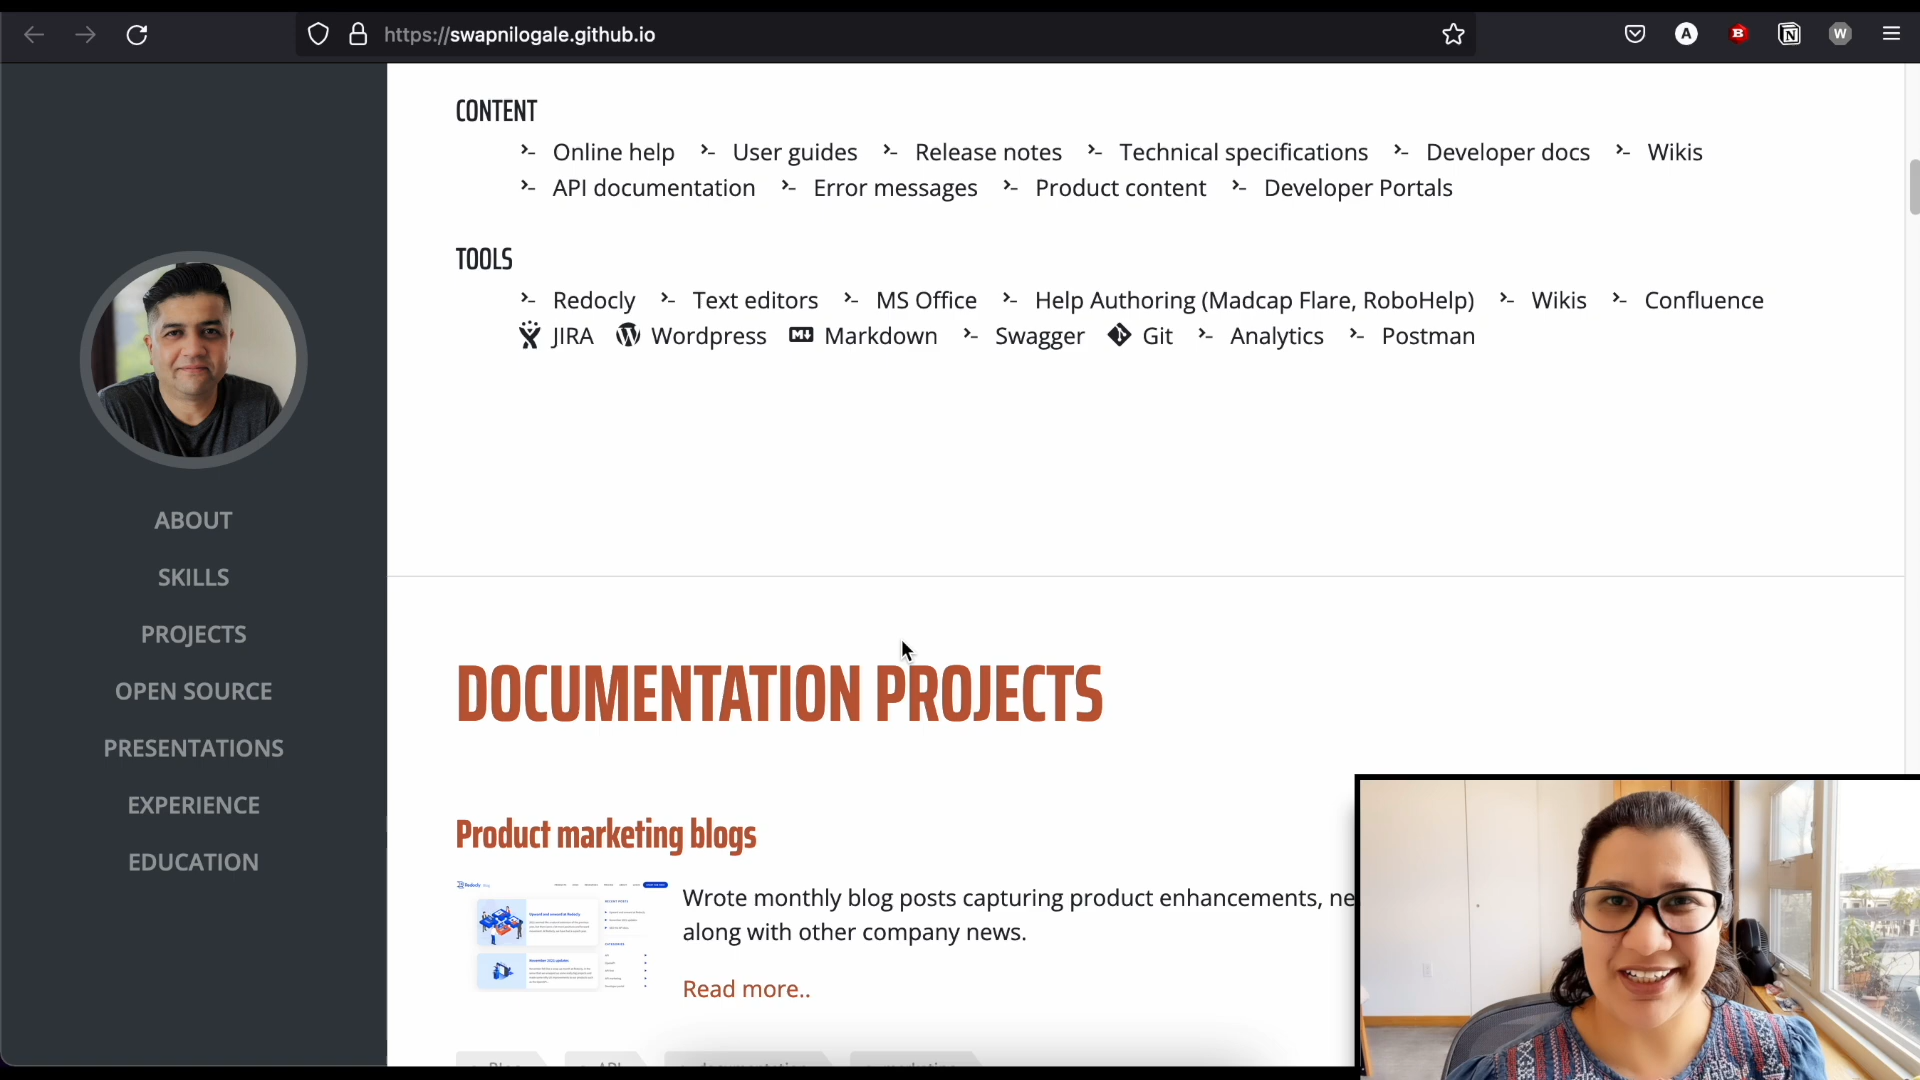 https://swapnilogale.github.io
A
B
N
W
CONTENT
Online help User guides Release notes Technical specifications Developer docs Wikis
API documentation Error messages Product content Developer Portals
TOOLS
Redocly Text editors MS Office Help Authoring (Madcap Flare, RoboHelp) Wikis Confluence
JIRA Wordpress M Markdown Swagger Git Analytics Postman
ABOUT
SKILLS
PROJECTS
OPEN SOURCE
PRESENTATIONS
EXPERIENCE
EDUCATION
DOCUMENTATION PROJECTS
Product marketing blogs
Redocly
Wrote monthly blog posts capturing product enhancements, ne
along with other company news.
Read more..